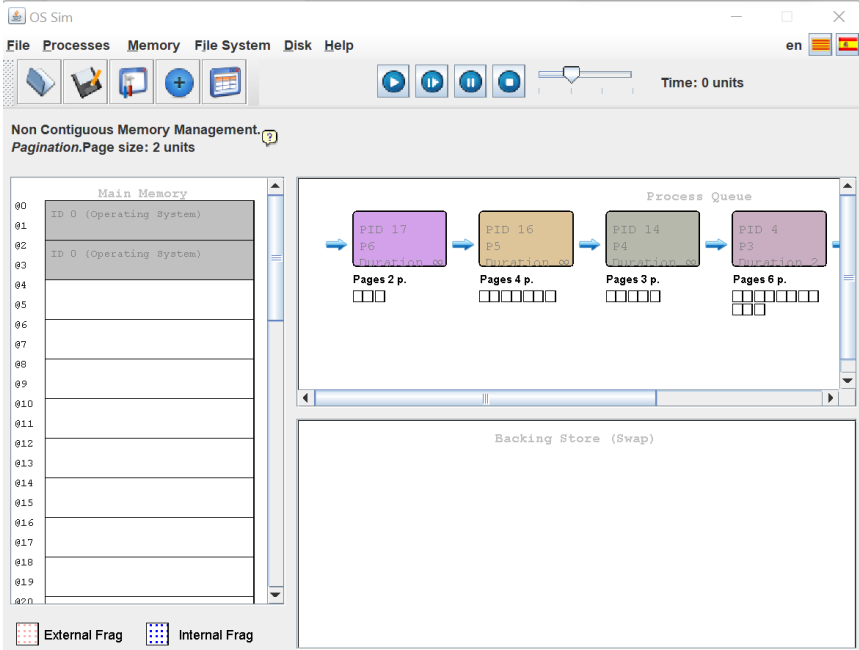 OS Sim
File Processes Memory File System Disk Help
en
Time: 0 units
Non Contiguous Memory Management.
Pagination.Page size: 2 units
Main Memory
@0
ID 0 (Operating System)
@1
@2
ID 0 (Operating System)
@3
@4
@5
@6
@7
@8
@9
@10
@11
@12
@13
@14
@15
@16
@17
@18
@19
@20
External Frag
Internal Frag
Process Queue
PID 17
P6
Duration ∞
Pages 2 p.
PID 16
P5
Duration ∞
Pages 4 p.
PID 14
P4
Duration ∞
Pages 3 p.
PID 4
P3
Duration 2
Pages 6 p.
Backing Store (Swap)